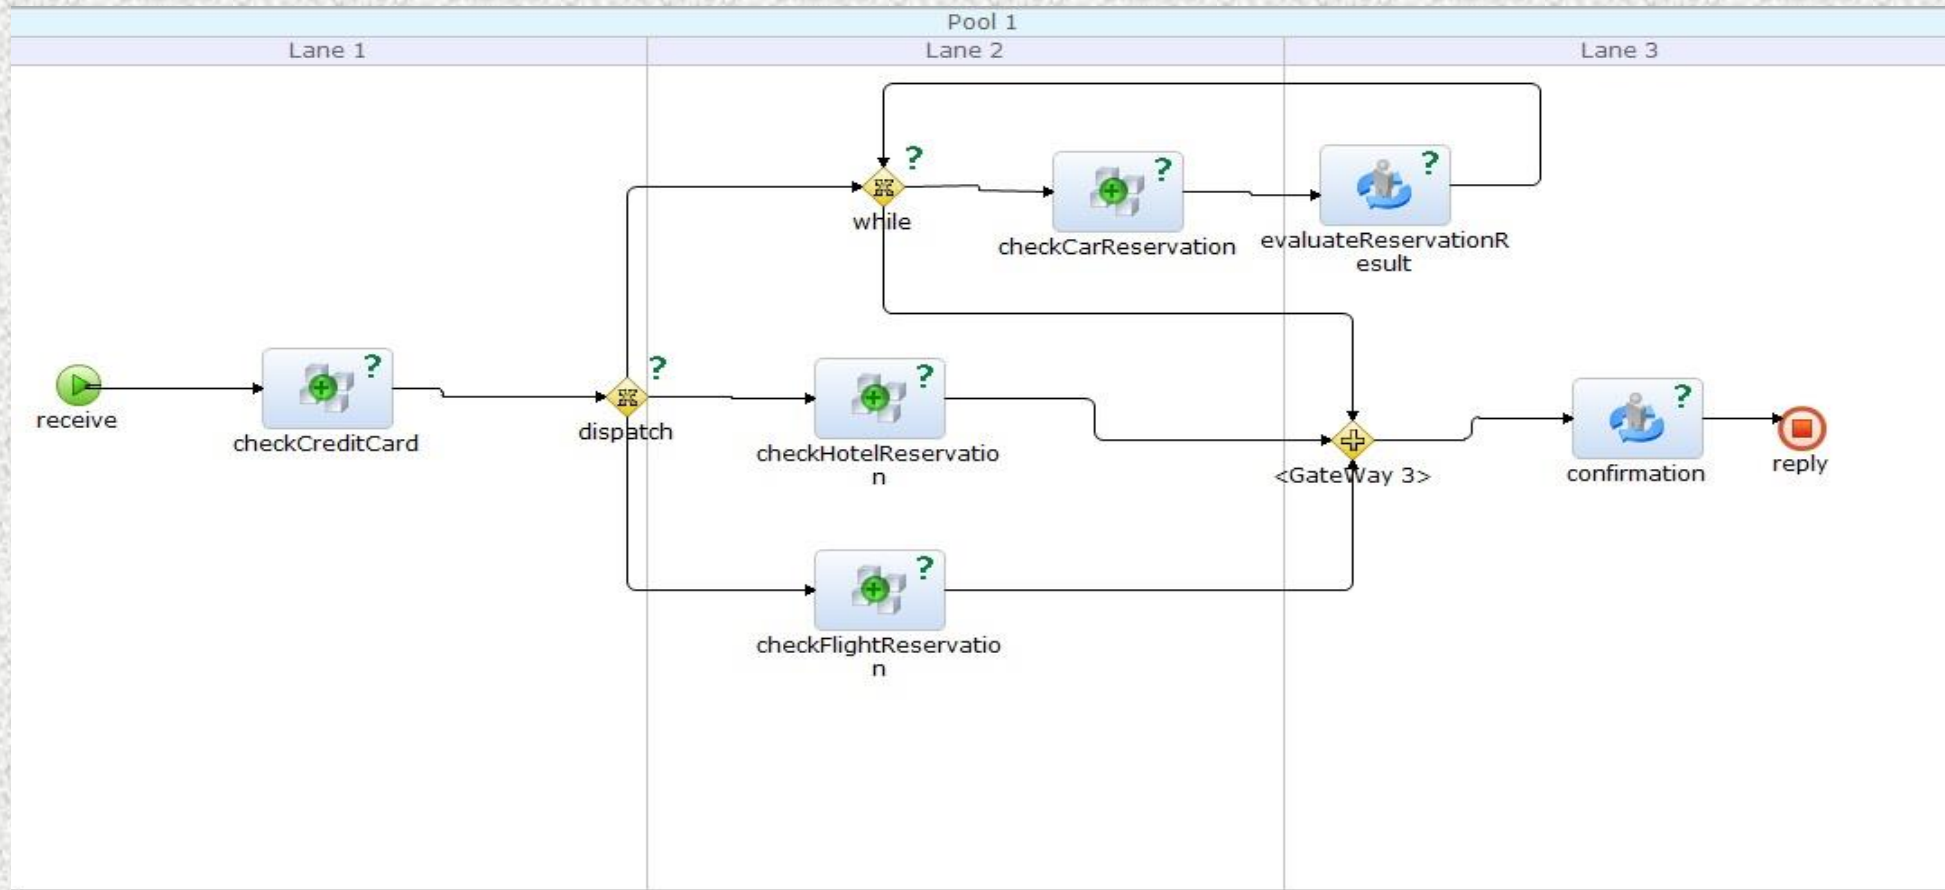 Pool 1
Lane 1
Lane 2
Lane 3
?
while
?
checkCarReservation
?
evaluateReservationR
esult
receive
?
checkCreditCard
?
dispatch
?
checkHotelReservatio
n
<GateWay 3>
?
confirmation
reply
?
checkFlightReservatio
n